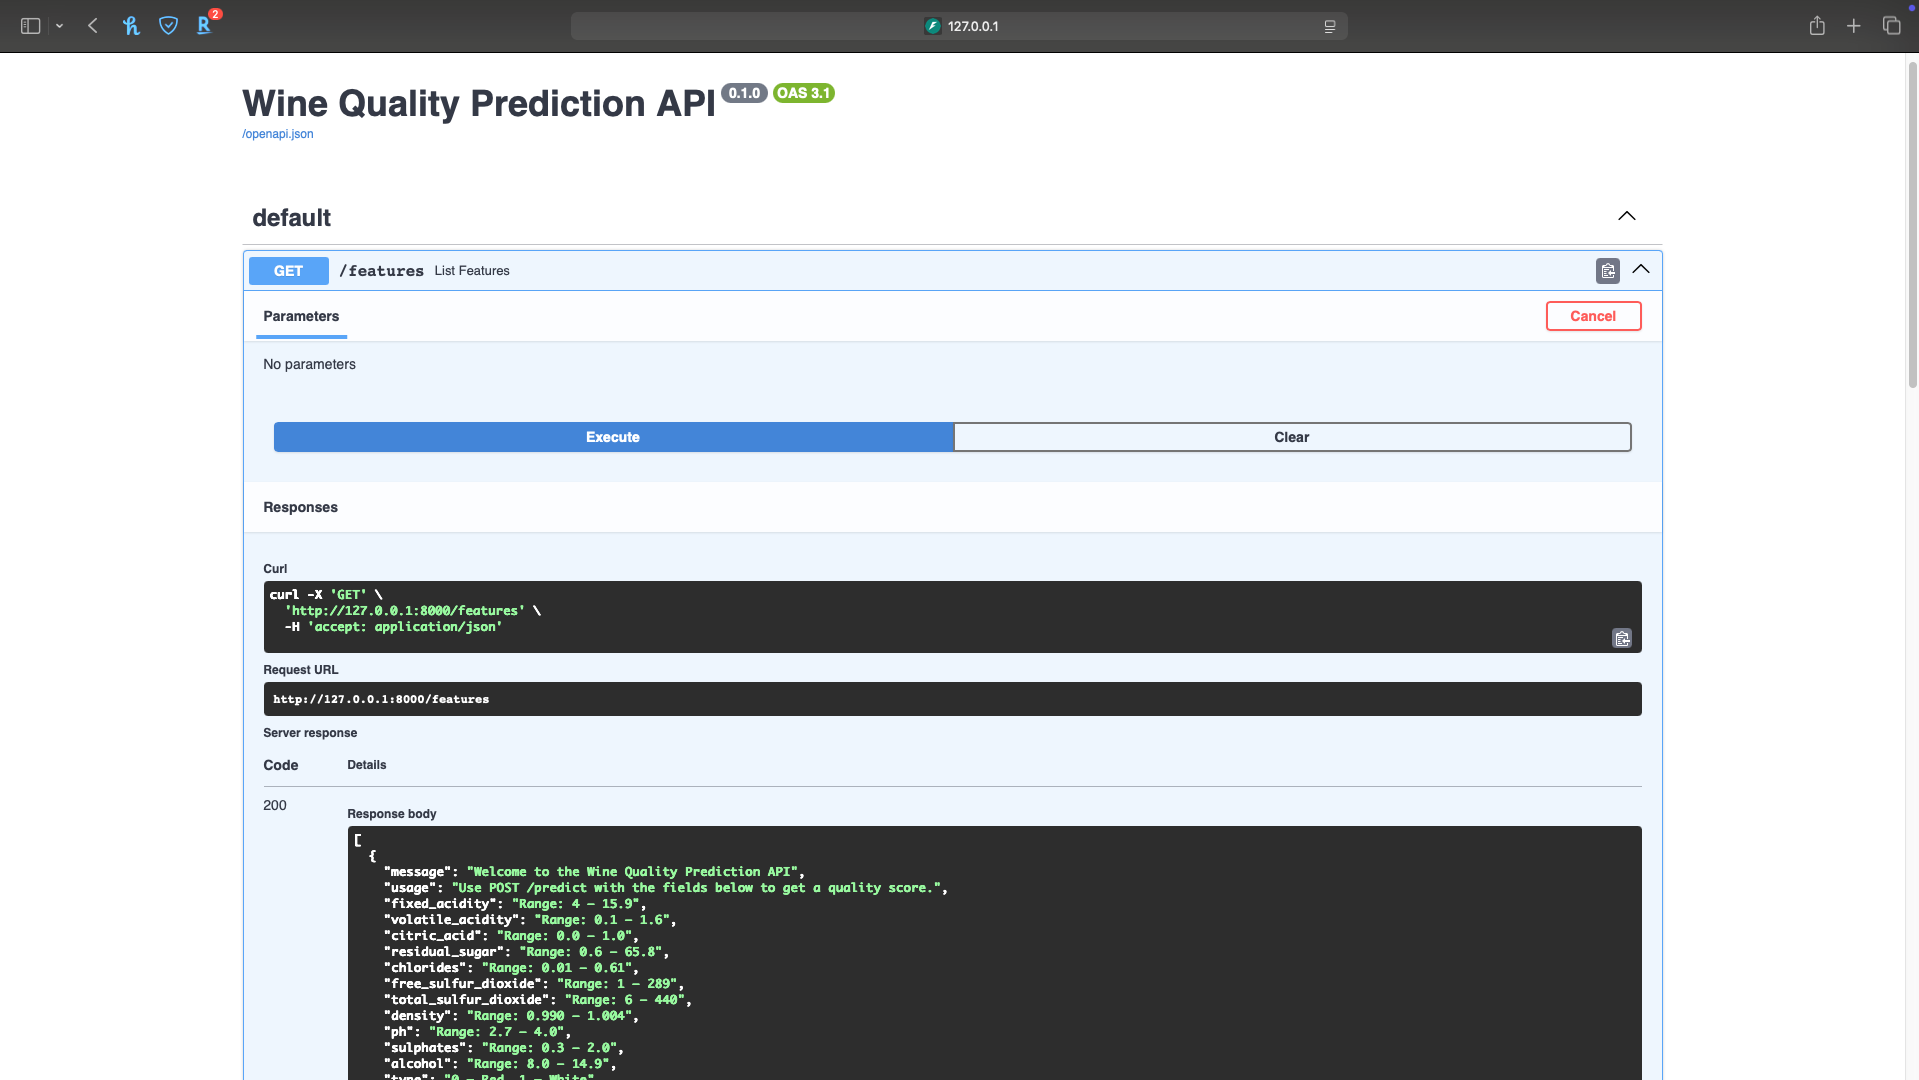 2
127.0.0.1
Wine Quality Prediction API 0.1.0 OAS 3.1
/openapi.json
default
GET /features List Features
Parameters
Cancel
No parameters
Execute
Clear
Responses
Curl
curl -X 'GET' \
  'http://127.0.0.1:8000/features' \
  -H 'accept: application/json'
Request URL
http://127.0.0.1:8000/features
Server response
Code Details
200
Response body
[
  {
    "message": "Welcome to the Wine Quality Prediction API",
    "usage": "Use POST /predict with the fields below to get a quality score.",
    "fixed_acidity": "Range: 4 – 15.9",
    "volatile_acidity": "Range: 0.1 – 1.6",
    "citric_acid": "Range: 0.0 – 1.0",
    "residual_sugar": "Range: 0.6 – 65.8",
    "chlorides": "Range: 0.01 – 0.61",
    "free_sulfur_dioxide": "Range: 1 – 289",
    "total_sulfur_dioxide": "Range: 6 – 440",
    "density": "Range: 0.990 – 1.004",
    "ph": "Range: 2.7 – 4.0",
    "sulphates": "Range: 0.3 – 2.0",
    "alcohol": "Range: 8.0 – 14.9",
    "type": "0 – Red, 1 – White"